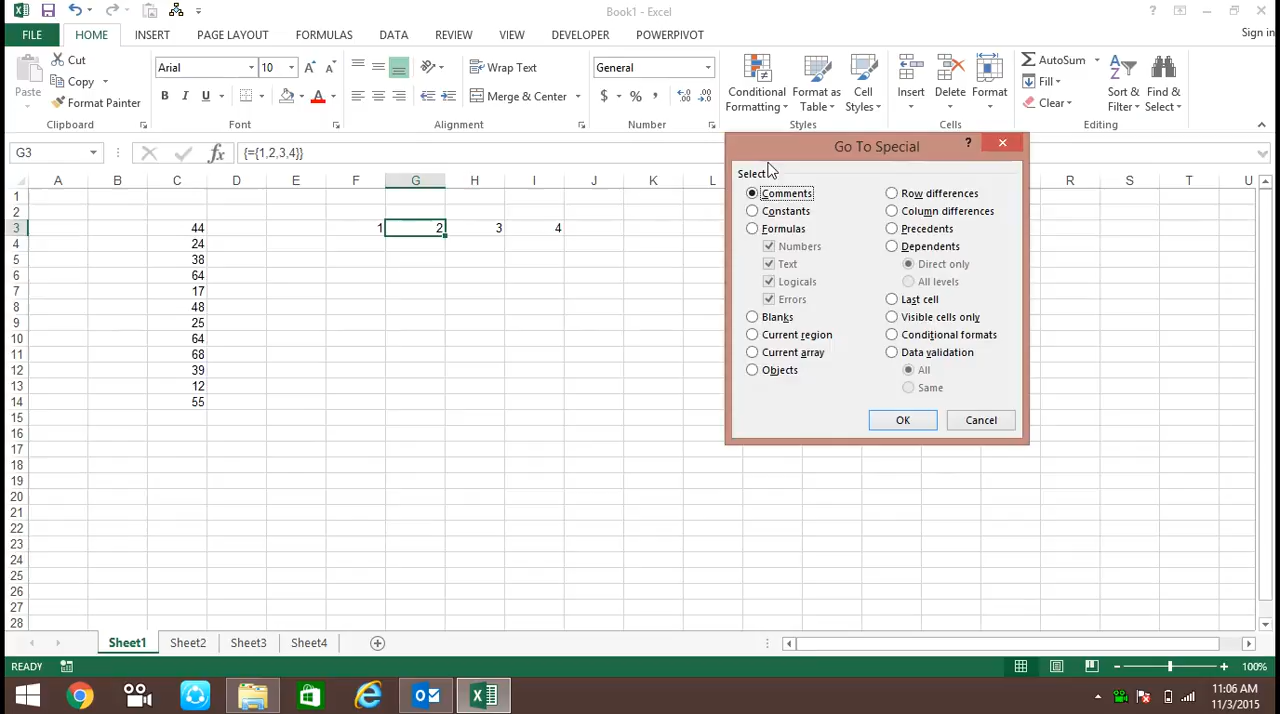 Book1 - Excel
FILE HOME INSERT PAGE LAYOUT FORMULAS DATA REVIEW VIEW DEVELOPER POWERPIVOT Sign in
Paste
Cut
Copy
Format Painter
Clipboard
Arial 10
B I U
Font
Wrap Text
Merge & Center
Alignment
General
$ % ,
Number
Conditional Formatting
Format as Table
Cell Styles
Styles
Insert
Delete
Format
Cells
AutoSum
Fill
Clear
Sort & Filter
Find & Select
Editing
G3 fx {={1,2,3,4}}
A B C D E F G H I J K L R S T U
1
2
3 44 1 2 3 4
4 24
5 38
6 64
7 17
8 48
9 25
10 64
11 68
12 39
13 12
14 55
15
16
17
18
19
20
21
22
23
24
25
26
27
28
Go To Special
?
Select
Comments
Constants
Formulas
Numbers
Text
Logicals
Errors
Blanks
Current region
Current array
Objects
Row differences
Column differences
Precedents
Dependents
Direct only
All levels
Last cell
Visible cells only
Conditional formats
Data validation
All
Same
OK Cancel
Sheet1 Sheet2 Sheet3 Sheet4
READY 100%
11:06 AM
11/3/2015